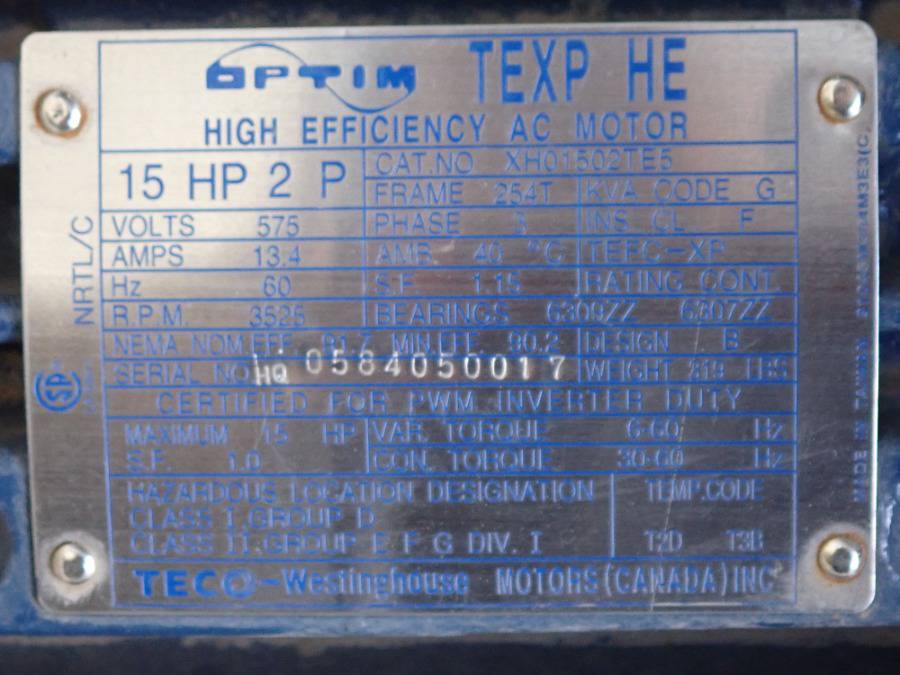 OPTIM TEXP HE
HIGH EFFICIENCY AC MOTOR
15 HP 2 P
CAT.NO XH01502TE5
FRAME 254T KVA CODE G
VOLTS 575 PHASE 3 INS. CL. F
AMPS 13.4 AMB. 40 °C TEFC-XP
Hz 60 S.F. 1.15 RATING CONT.
R.P.M. 3525 BEARINGS 6309ZZ 6307ZZ
NEMA NOM.EFF. 91.7 MIN.EFF. 90.2 DESIGN B
SERIAL NO. HQ 0584050017 WEIGHT 319 LBS
CERTIFIED FOR PWM INVERTER DUTY
MAXIMUM 15 HP VAR. TORQUE 6-60 Hz
S.F. 1.0 CON. TORQUE 30-60 Hz
HAZARDOUS LOCATION DESIGNATION TEMP.CODE
CLASS I.GROUP D
CLASS II.GROUP E F G DIV. I T2D T3B
TECO-Westinghouse MOTORS(CANADA)INC
NRTL/C
MADE IN TAIWAN